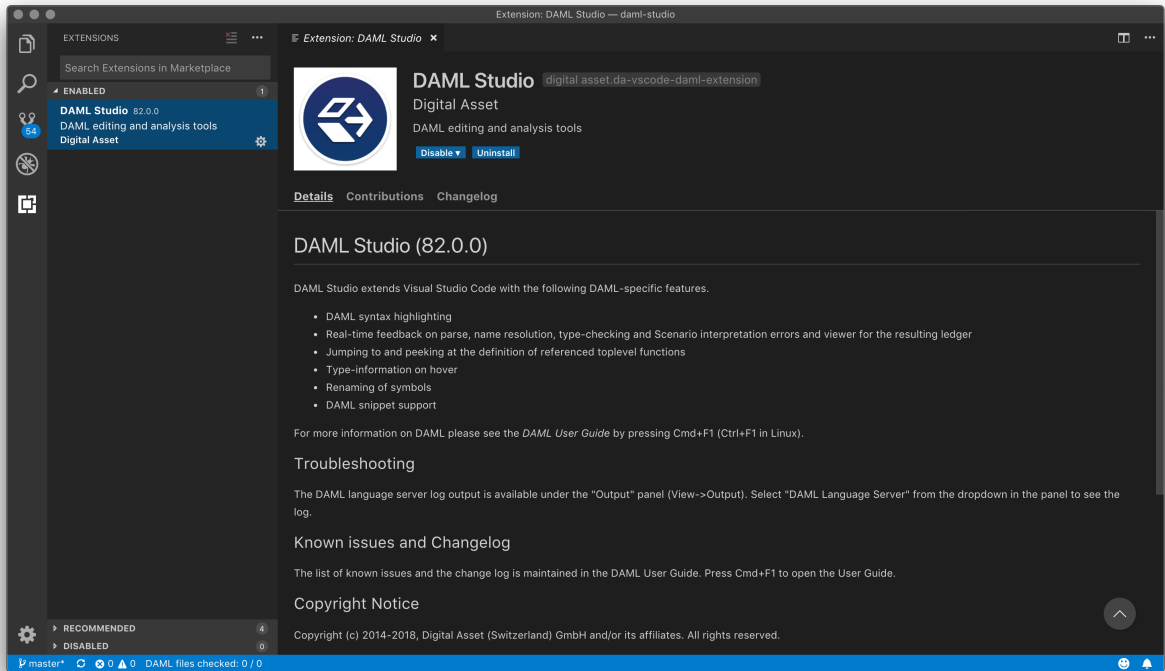 Extension: DAML Studio — daml-studio
EXTENSIONS
Search Extensions in Marketplace
ENABLED
1
DAML Studio 82.0.0
DAML editing and analysis tools
Digital Asset
54
Extension: DAML Studio
DAML Studio digital asset.da-vscode-daml-extension
Digital Asset
DAML editing and analysis tools
Disable Uninstall
Details Contributions Changelog
DAML Studio (82.0.0)
DAML Studio extends Visual Studio Code with the following DAML-specific features.
• DAML syntax highlighting
• Real-time feedback on parse, name resolution, type-checking and Scenario interpretation errors and viewer for the resulting ledger
• Jumping to and peeking at the definition of referenced toplevel functions
• Type-information on hover
• Renaming of symbols
• DAML snippet support
For more information on DAML please see the DAML User Guide by pressing Cmd+F1 (Ctrl+F1 in Linux).
Troubleshooting
The DAML language server log output is available under the "Output" panel (View->Output). Select "DAML Language Server" from the dropdown in the panel to see the
log.
Known issues and Changelog
The list of known issues and the change log is maintained in the DAML User Guide. Press Cmd+F1 to open the User Guide.
Copyright Notice
Copyright (c) 2014-2018, Digital Asset (Switzerland) GmbH and/or its affiliates. All rights reserved.
RECOMMENDED 4
DISABLED 0
master* 0 0 DAML files checked: 0 / 0